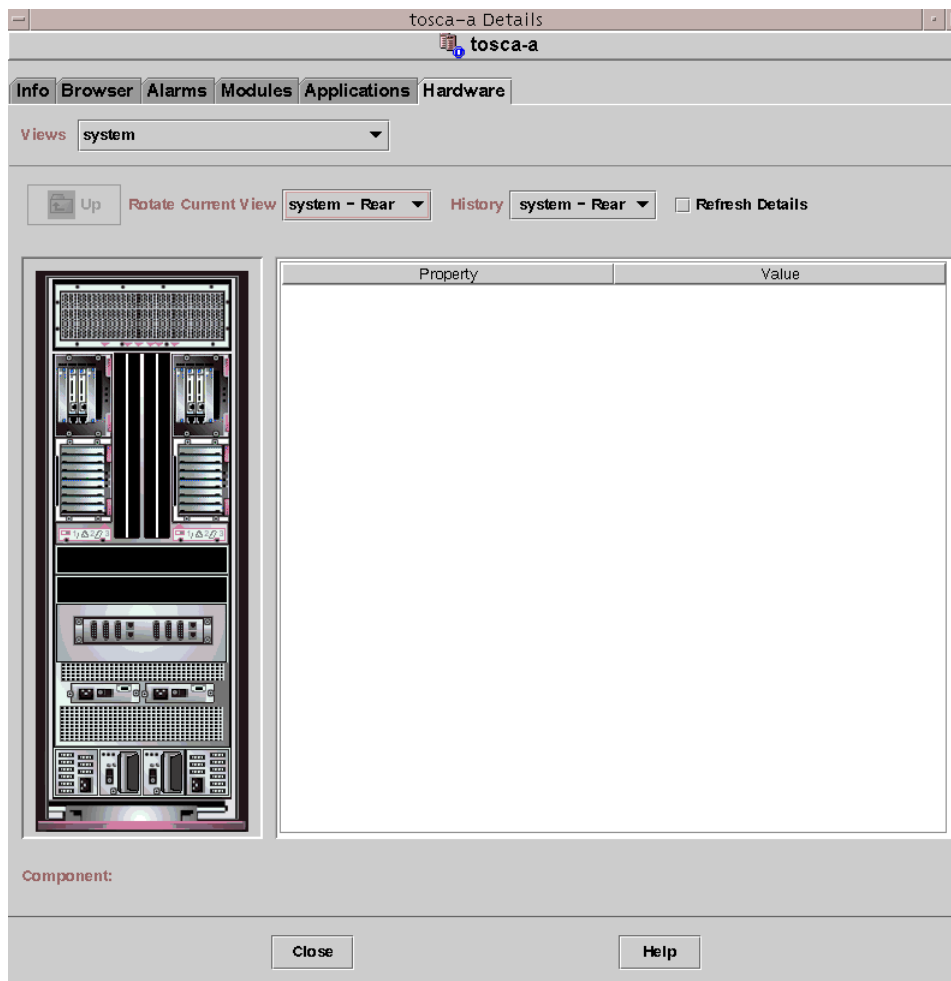 tosca-a Details
tosca-a
Info Browser Alarms Modules Applications Hardware
Views system
Up Rotate Current View system - Rear History system - Rear Refresh Details
Property Value
Component:
Close Help